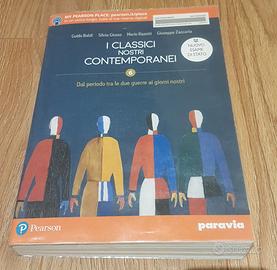 MY PEARSON PLACE: pearson.it/place
Guido Baldi Silvia Giusso Mario Razetti Giuseppe Zaccaria
I CLASSICI
NOSTRI
CONTEMPORANEI
NUOVO
ESAME
DI STATO
6
Dal periodo tra le due guerre ai giorni nostri
Pearson
paravia